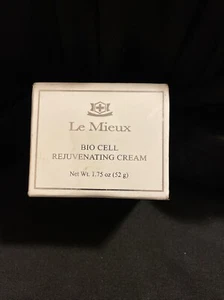 Le Mieux
BIO CELL
REJUVENATING CREAM
Net Wt. 1.75 oz (52 g)